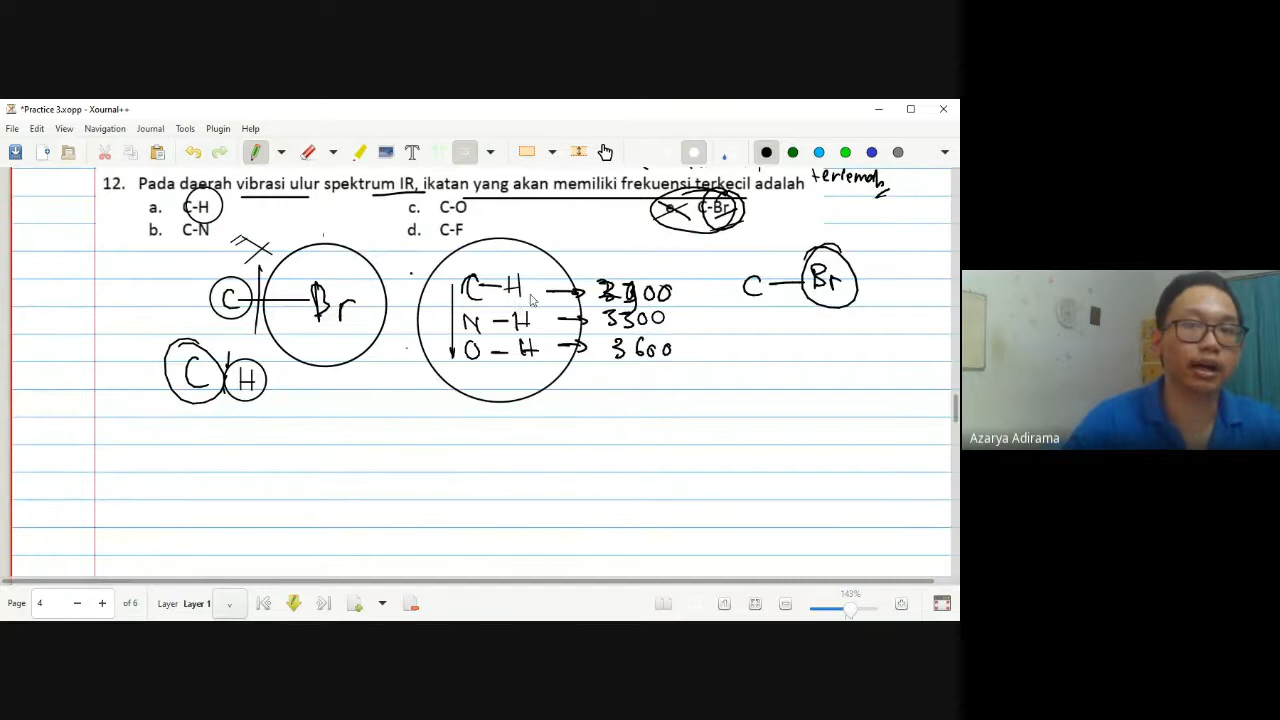 *Practice 3.xopp - Xournal++
File Edit View Navigation Journal Tools Plugin Help
terlemah
12. Pada daerah vibrasi ulur spektrum IR, ikatan yang akan memiliki frekuensi terkecil adalah
a. C-H c. C-O e. C-Br
b. C-N d. C-F
C Br
C H
C-H → 2900
N-H → 3300
O-H → 3600
C-Br
Azarya Adirama
Page 4 of 6 Layer Layer 1 143%